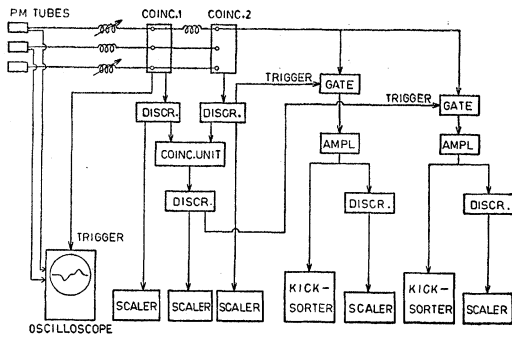 PM TUBES
COINC.1 COINC.2
TRIGGER
GATE
TRIGGER
GATE
DISCR. DISCR.
AMPL AMPL
COINC.UNIT
DISCR.
DISCR. DISCR.
TRIGGER
SCALER SCALER SCALER
KICK-
SORTER
SCALER
KICK-
SORTER
SCALER
OSCILLOSCOPE